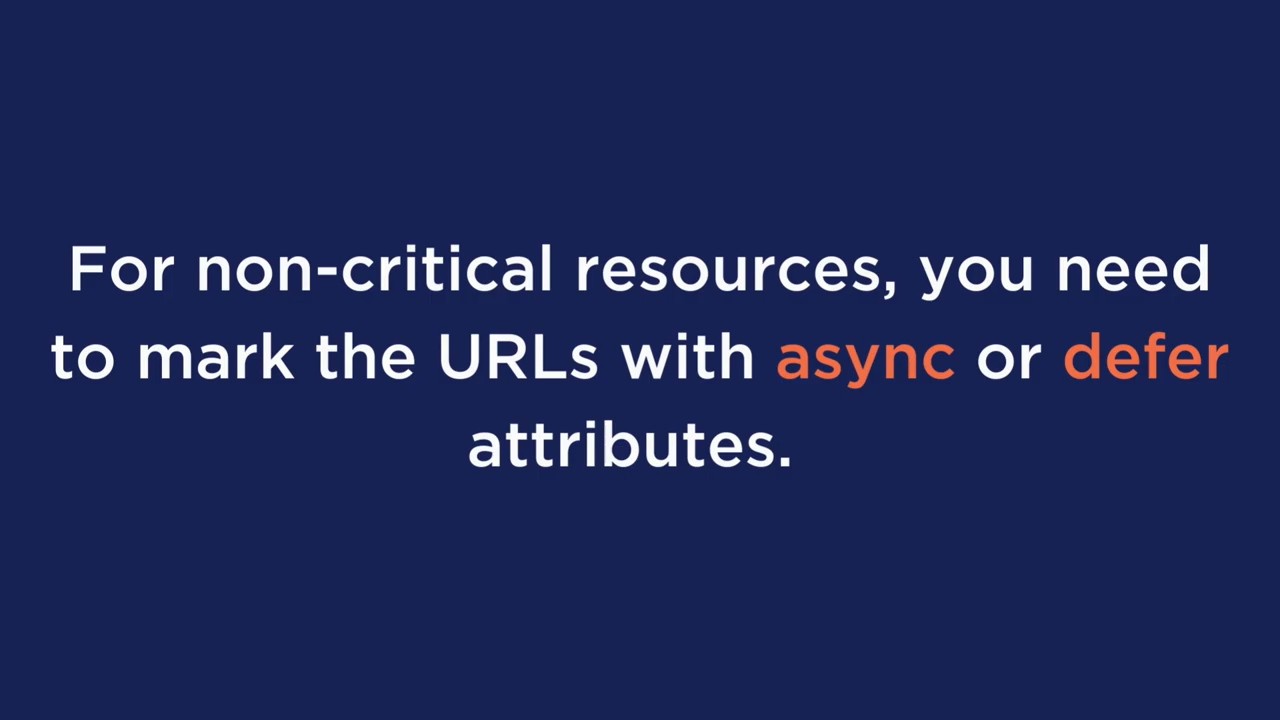 For non-critical resources, you need
to mark the URLs with async or defer
attributes.